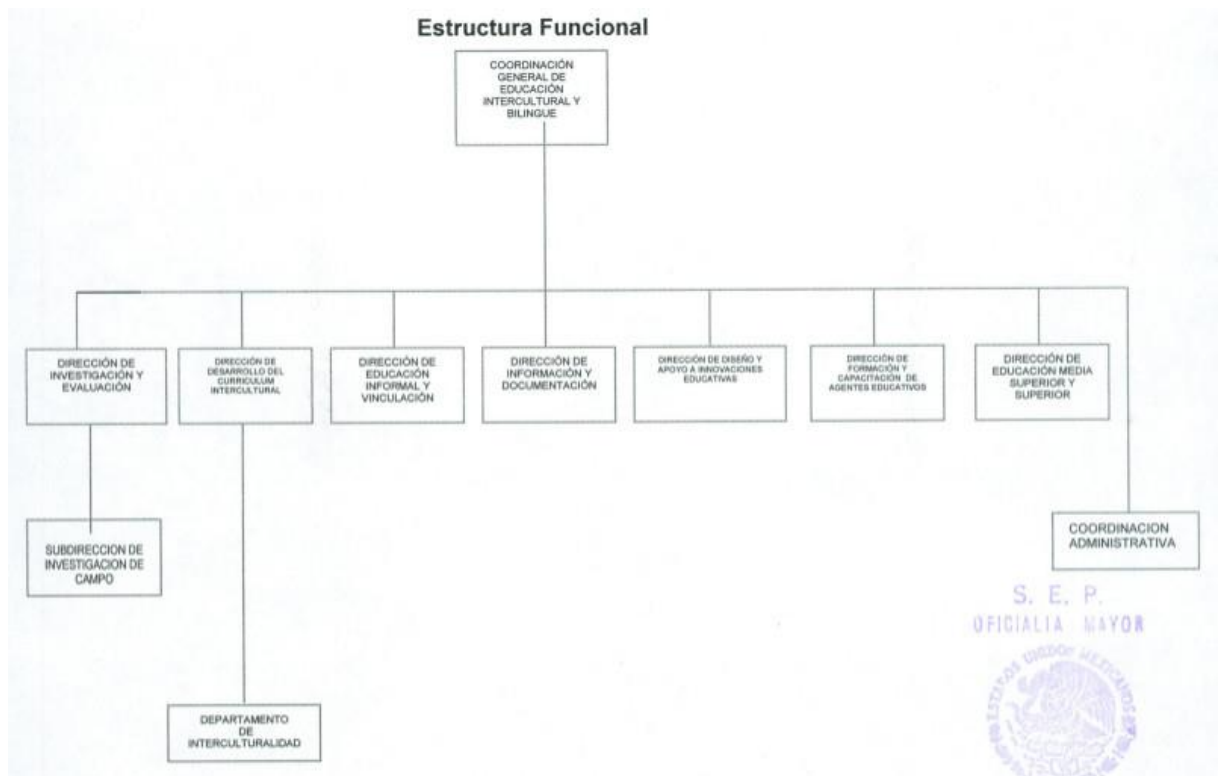 Estructura Funcional
COORDINACIÓN
GENERAL DE
EDUCACIÓN
INTERCULTURAL Y
BILINGUE
DIRECCIÓN DE
INVESTIGACIÓN Y
EVALUACIÓN
DIRECCIÓN DE
DESARROLLO DEL
CURRICULUM
INTERCULTURAL
DIRECCIÓN DE
EDUCACIÓN
INFORMAL Y
VINCULACIÓN
DIRECCIÓN DE
INFORMACIÓN Y
DOCUMENTACIÓN
DIRECCIÓN DE DISEÑO Y
APOYO A INNOVACIONES
EDUCATIVAS
DIRECCIÓN DE
FORMACIÓN Y
CAPACITACIÓN DE
AGENTES EDUCATIVOS
DIRECCIÓN DE
EDUCACIÓN MEDIA
SUPERIOR Y
SUPERIOR
SUBDIRECCION DE
INVESTIGACION DE
CAMPO
COORDINACION
ADMINISTRATIVA
DEPARTAMENTO
DE
INTERCULTURALIDAD
S. E. P.
OFICIALIA MAYOR
ESTADOS UNIDOS MEXICANOS